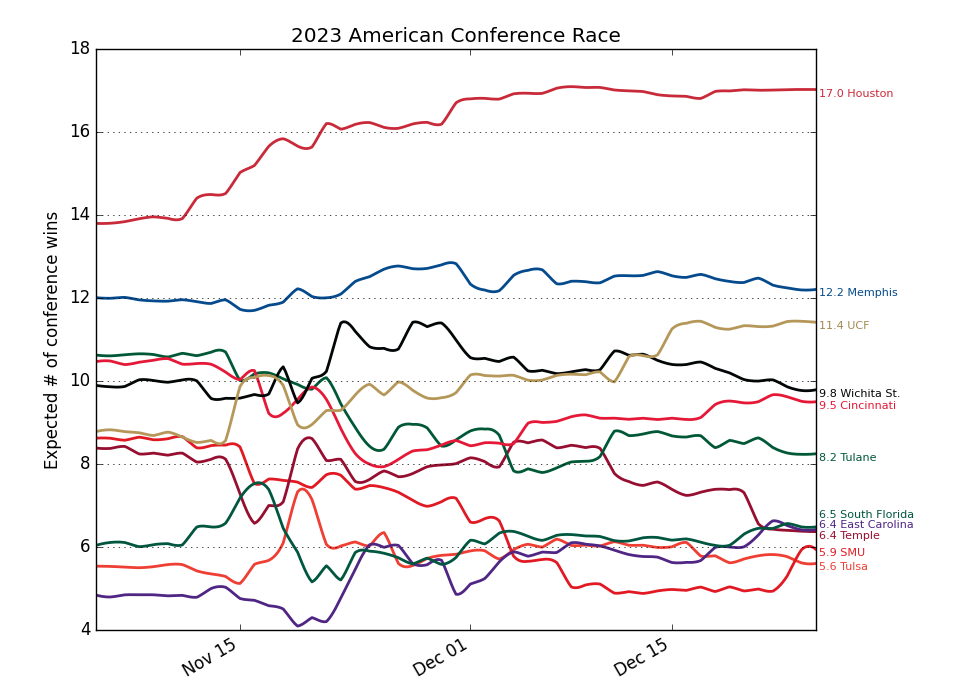 2023 American Conference Race
Expected # of conference wins
18
16
14
12
10
8
6
4
17.0 Houston
12.2 Memphis
11.4 UCF
9.8 Wichita St.
9.5 Cincinnati
8.2 Tulane
6.5 South Florida
6.4 East Carolina
6.4 Temple
5.9 SMU
5.6 Tulsa
Nov 15
Dec 01
Dec 15